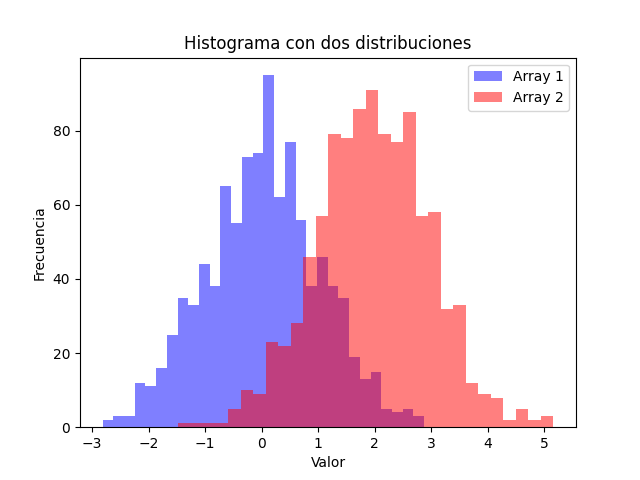 Histograma con dos distribuciones
Array 1
Array 2
Frecuencia
80
60
40
20
0
−3
−2
−1
0
1
2
3
4
5
Valor